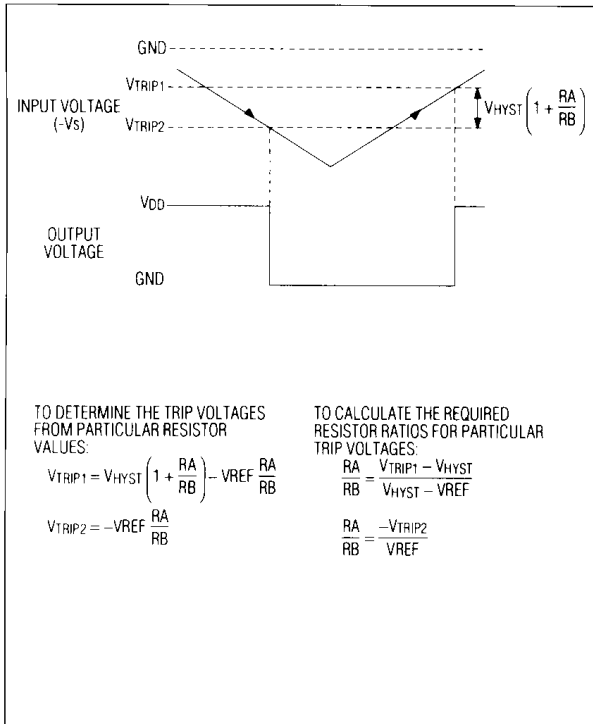 GND
VTRIP1
INPUT VOLTAGE
(-Vs)
VTRIP2
VHYST (1 + RA/RB)
VDD
OUTPUT
VOLTAGE
GND
TO DETERMINE THE TRIP VOLTAGES
FROM PARTICULAR RESISTOR
VALUES:
VTRIP1 = VHYST (1 + RA/RB) – VREF RA/RB
VTRIP2 = –VREF RA/RB
TO CALCULATE THE REQUIRED
RESISTOR RATIOS FOR PARTICULAR
TRIP VOLTAGES:
RA/RB = VTRIP1 – VHYST/VHYST – VREF
RA/RB = –VTRIP2/VREF